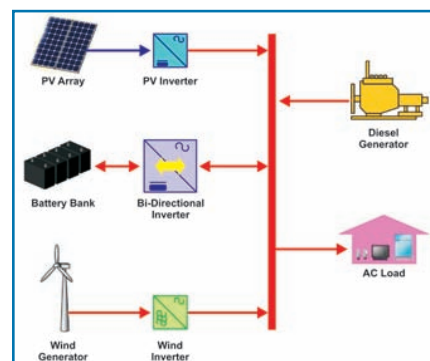 PV Array
PV Inverter
Diesel
Generator
Battery Bank
Bi-Directional
Inverter
AC Load
Wind
Generator
Wind
Inverter